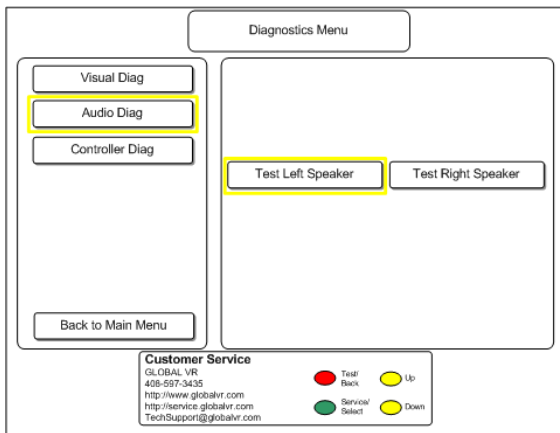 Diagnostics Menu
Visual Diag
Audio Diag
Controller Diag
Test Left Speaker
Test Right Speaker
Back to Main Menu
Customer Service
GLOBAL VR
408-597-3435
http://www.globalvr.com
http://service.globalvr.com
TechSupport@globalvr.com
Test/
Back
Up
Service/
Select
Down